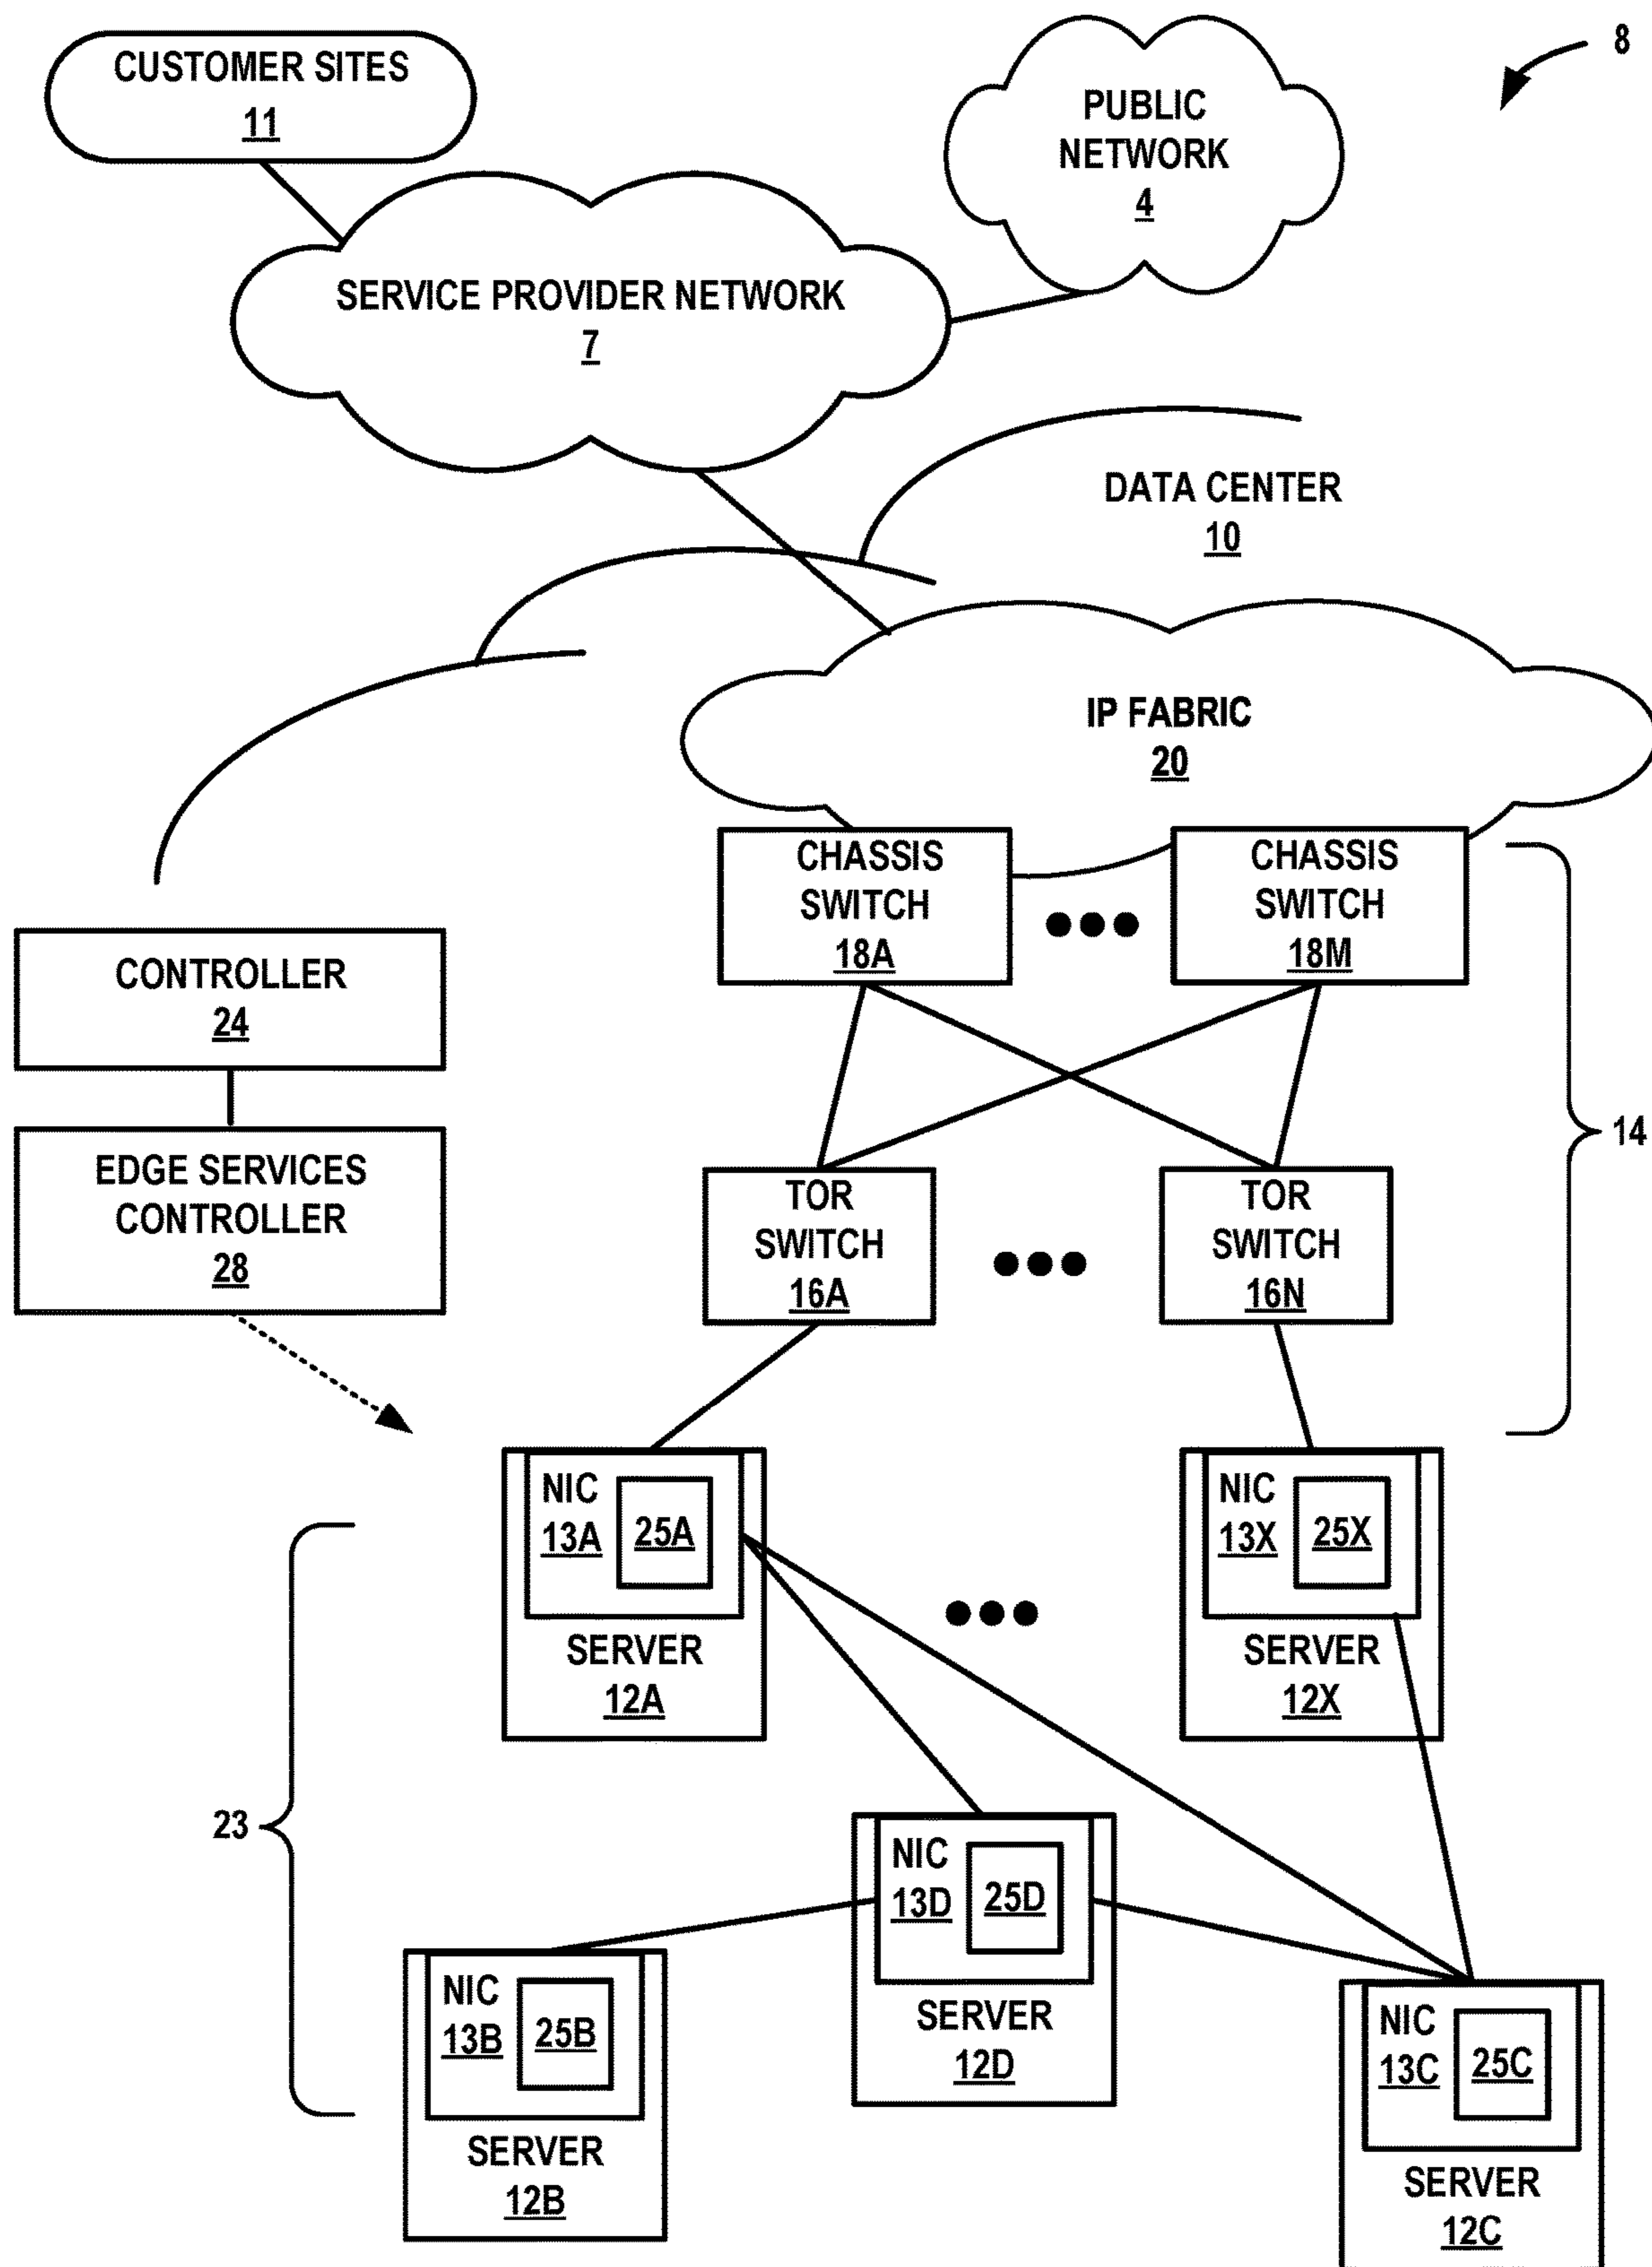 8
CUSTOMER SITES
11
PUBLIC
NETWORK
4
SERVICE PROVIDER NETWORK
7
DATA CENTER
10
IP FABRIC
20
CHASSIS
SWITCH
18A
CHASSIS
SWITCH
18M
CONTROLLER
24
14
EDGE SERVICES
CONTROLLER
28
TOR
SWITCH
16A
TOR
SWITCH
16N
NIC
13A
25A
SERVER
12A
NIC
13X
25X
SERVER
12X
23
NIC
13D
25D
SERVER
12D
NIC
13B
25B
SERVER
12B
NIC
13C
25C
SERVER
12C